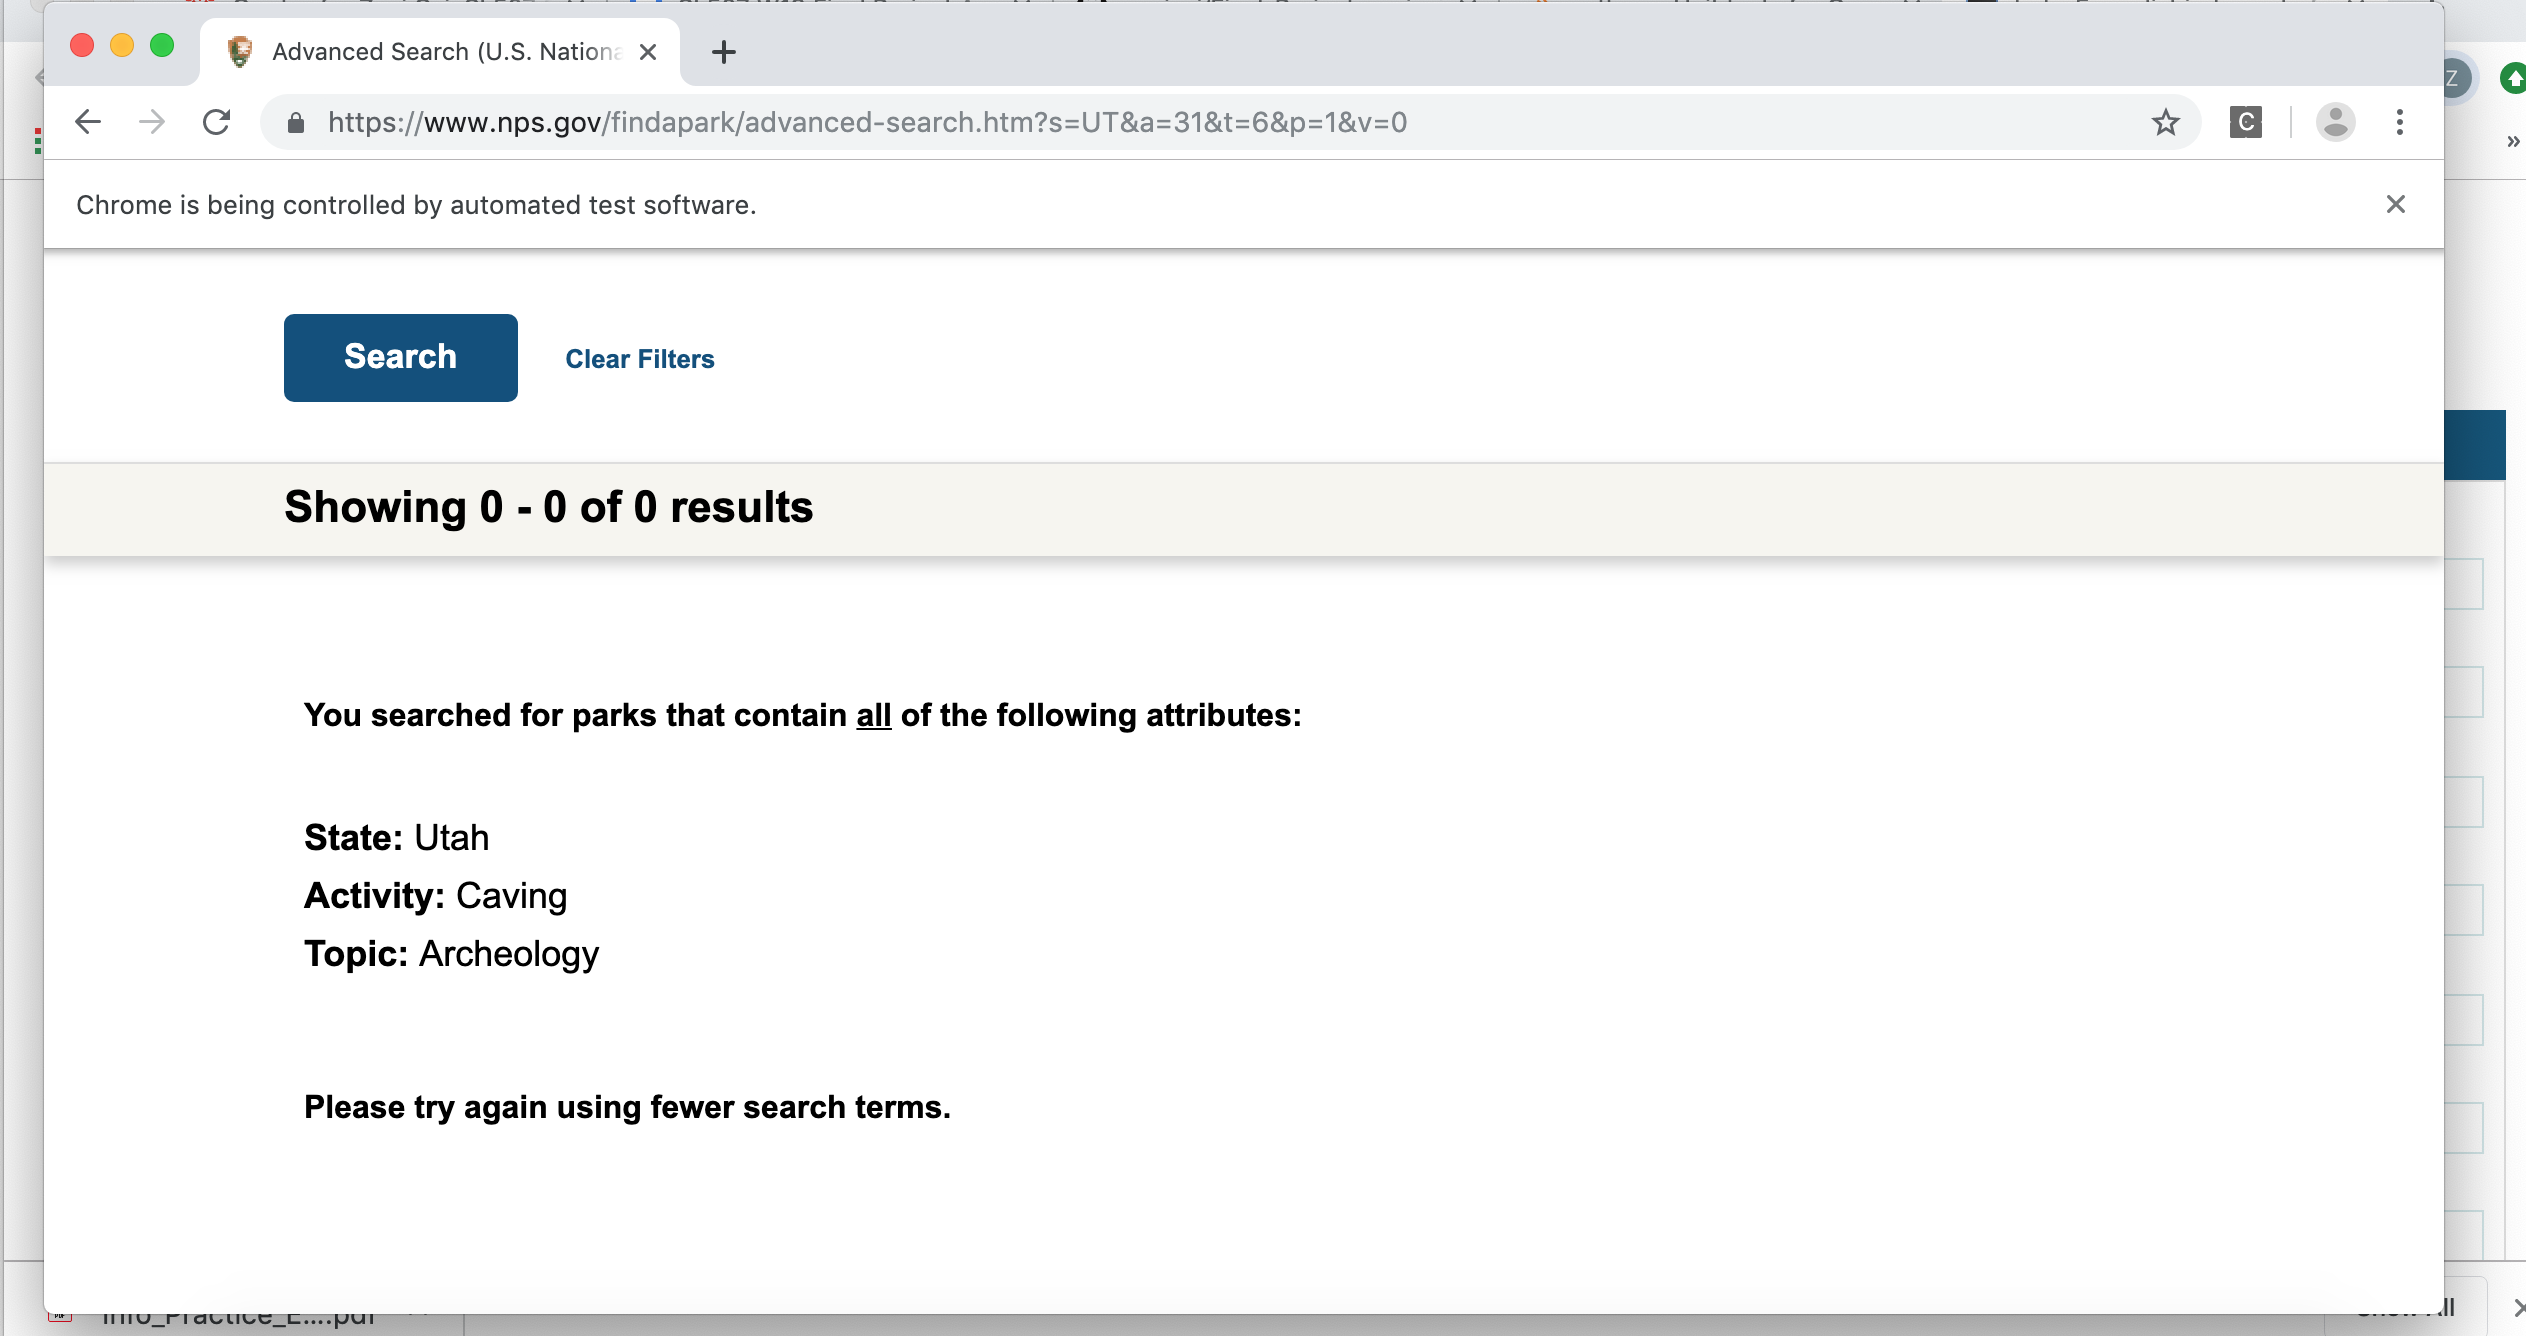 Advanced Search (U.S. Nationa
Z
https://www.nps.gov/findapark/advanced-search.htm?s=UT&a=31&t=6&p=1&v=0
C
»
Chrome is being controlled by automated test software.
Search
Clear Filters
Showing 0 - 0 of 0 results
You searched for parks that contain all of the following attributes:
State: Utah
Activity: Caving
Topic: Archeology
Please try again using fewer search terms.
Info_Practice_E....pdf